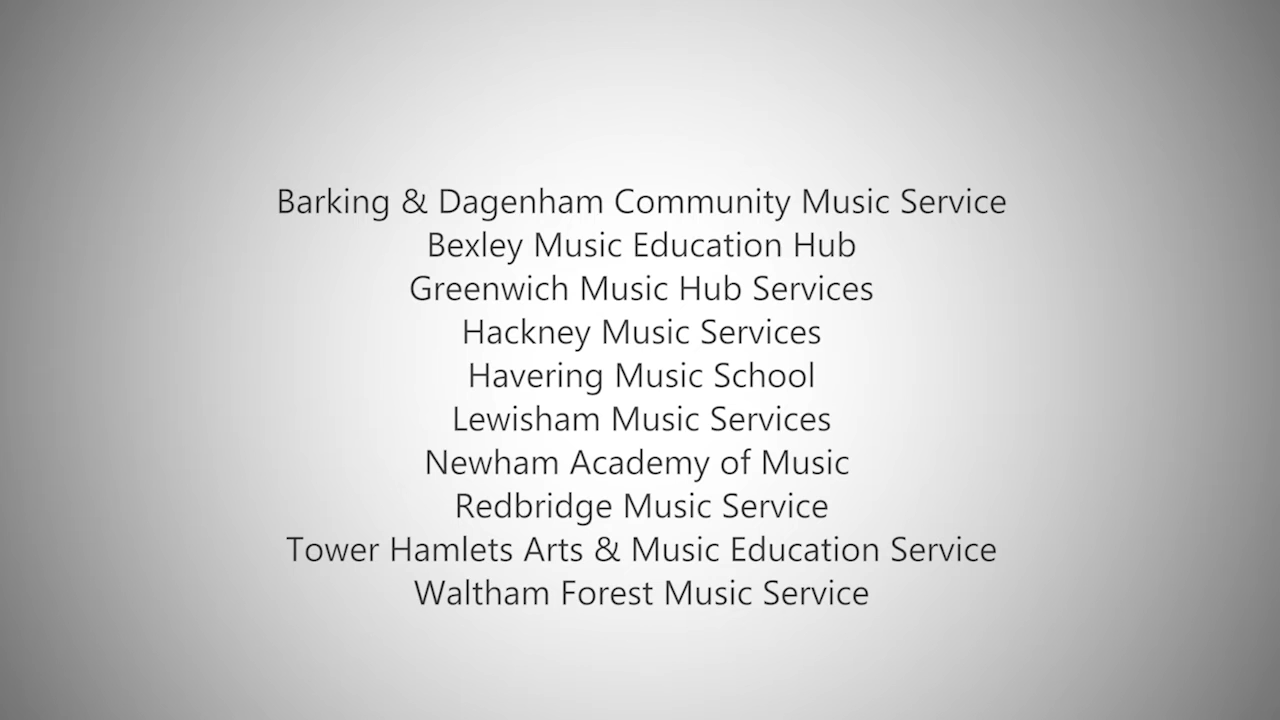 Barking & Dagenham Community Music Service
Bexley Music Education Hub
Greenwich Music Hub Services
Hackney Music Services
Havering Music School
Lewisham Music Services
Newham Academy of Music
Redbridge Music Service
Tower Hamlets Arts & Music Education Service
Waltham Forest Music Service